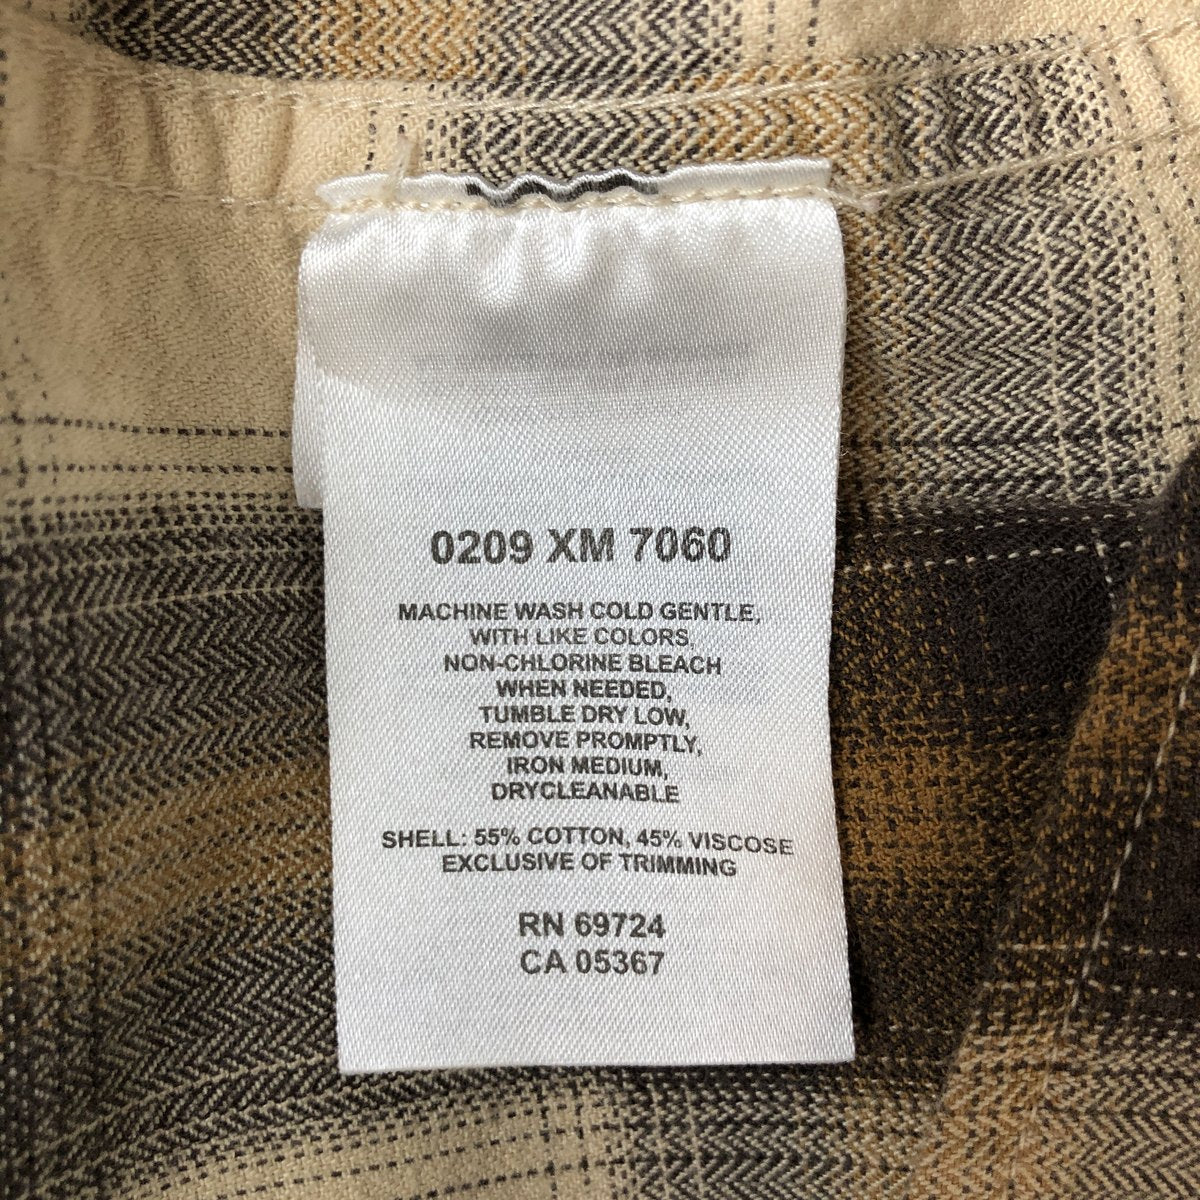 0209 XM 7060
MACHINE WASH COLD GENTLE,
WITH LIKE COLORS,
NON-CHLORINE BLEACH
WHEN NEEDED,
TUMBLE DRY LOW,
REMOVE PROMPTLY,
IRON MEDIUM,
DRYCLEANABLE
SHELL: 55% COTTON, 45% VISCOSE
EXCLUSIVE OF TRIMMING
RN 69724
CA 05367